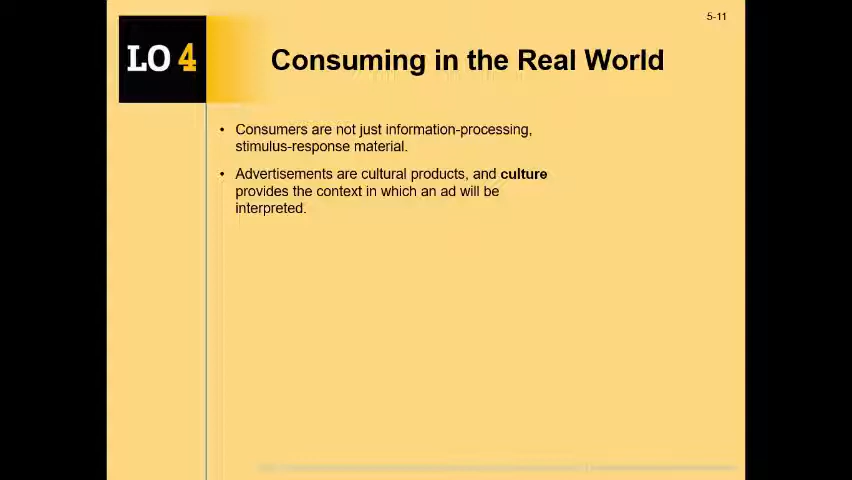 5-11
LO 4
Consuming in the Real World
• Consumers are not just information-processing,
stimulus-response material.
• Advertisements are cultural products, and culture
provides the context in which an ad will be
interpreted.